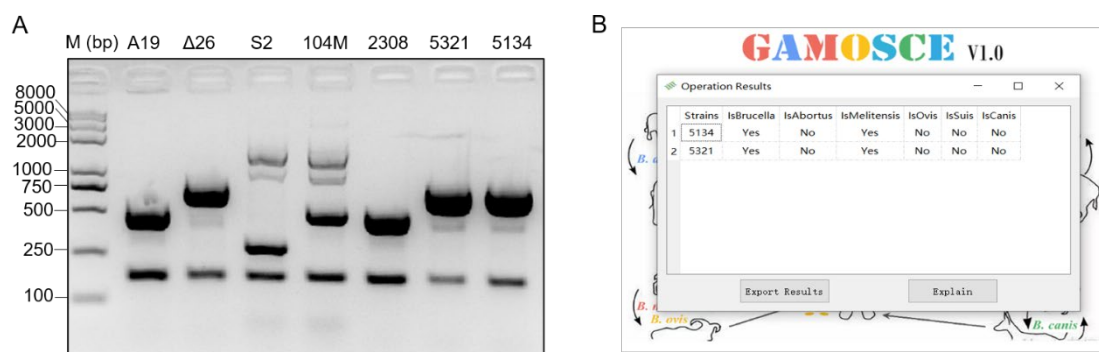 A
M (bp) A19 Δ26 S2 104M 2308 5321 5134
8000
5000
3000
2000
1000
750
500
250
100
B
GAMOSCE V1.0
Operation Results
Strains IsBrucella IsAbortus IsMelitensis IsOvis IsSuis IsCanis
1 5134 Yes No Yes No No No
2 5321 Yes No Yes No No No
Export Results Explain
B. ovis
B. canis